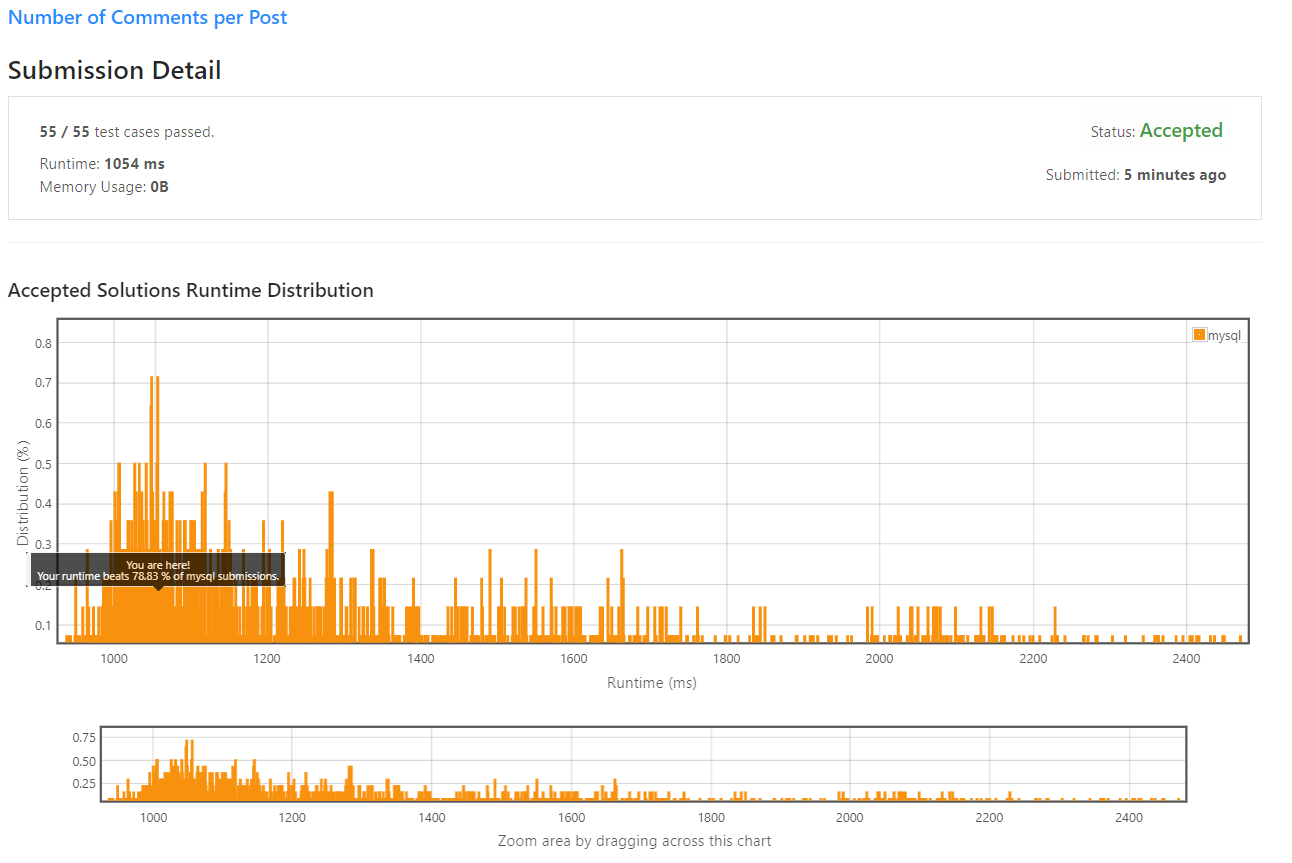 Number of Comments per Post
Submission Detail
55 / 55 test cases passed.
Status: Accepted
Runtime: 1054 ms
Memory Usage: 0B
Submitted: 5 minutes ago
Accepted Solutions Runtime Distribution
mysql
0.8
0.7
0.6
0.5
0.4
0.3
0.2
0.1
Distribution (%)
You are here!
Your runtime beats 78.83 % of mysql submissions.
1000 1200 1400 1600 1800 2000 2200 2400
Runtime (ms)
0.75
0.50
0.25
1000 1200 1400 1600 1800 2000 2200 2400
Zoom area by dragging across this chart